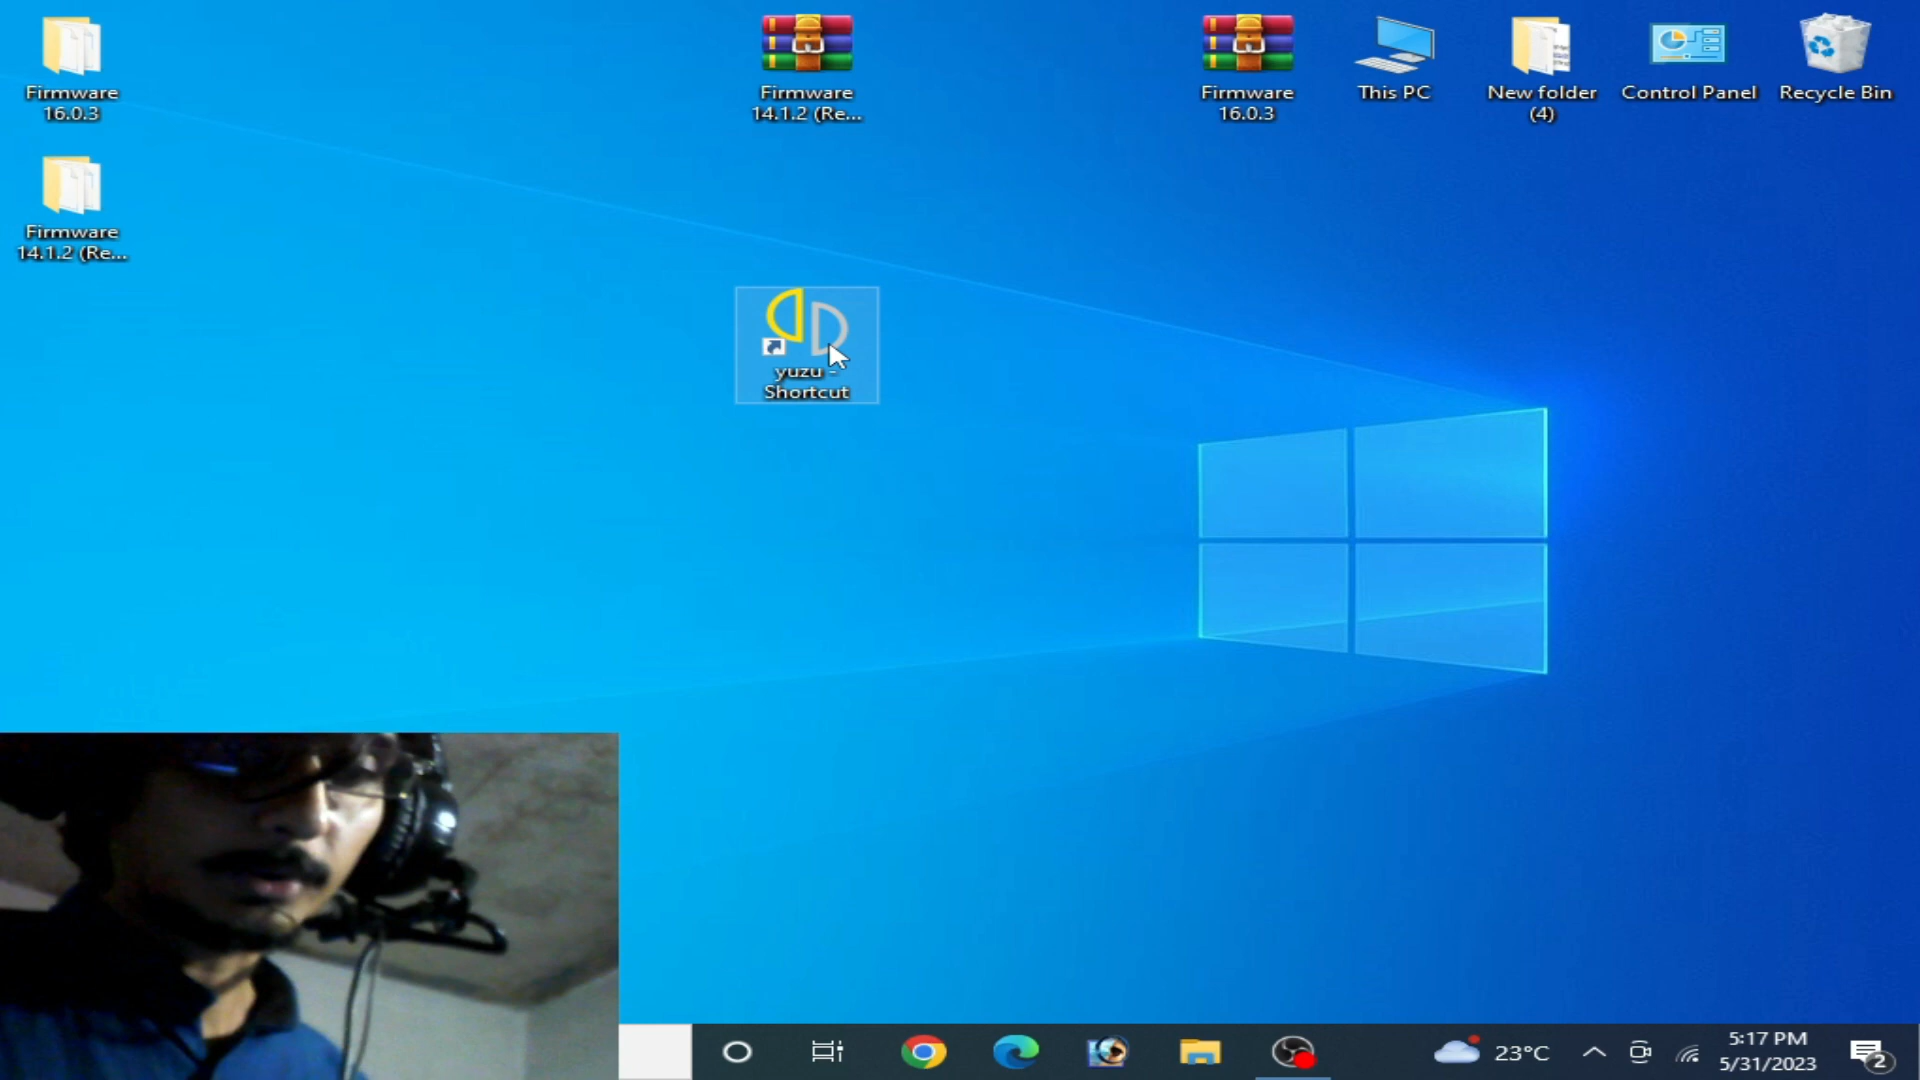 Firmware
16.0.3
Firmware
14.1.2 (Re...
Firmware
14.1.2 (Re...
Firmware
16.0.3
This PC
New folder
(4)
Control Panel
Recycle Bin
yuzu -
Shortcut
23°C
5:17 PM
5/31/2023
2